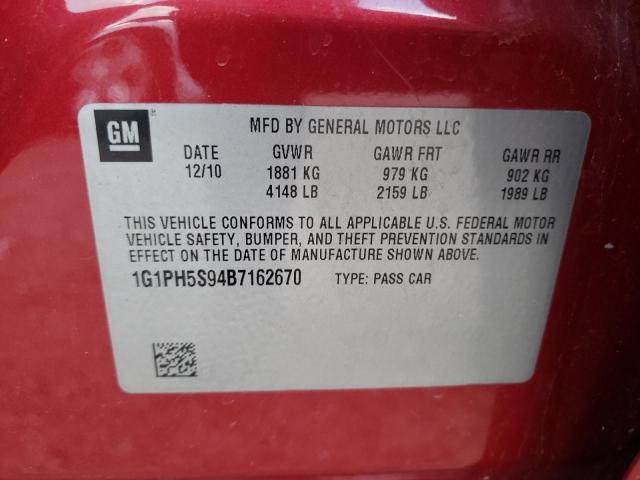 GM
MFD BY GENERAL MOTORS LLC
DATE GVWR GAWR FRT GAWR RR
12/10 1881 KG 979 KG 902 KG
4148 LB 2159 LB 1989 LB
THIS VEHICLE CONFORMS TO ALL APPLICABLE U.S. FEDERAL MOTOR
VEHICLE SAFETY, BUMPER, AND THEFT PREVENTION STANDARDS IN
EFFECT ON THE DATE OF MANUFACTURE SHOWN ABOVE.
1G1PH5S94B7162670 TYPE: PASS CAR